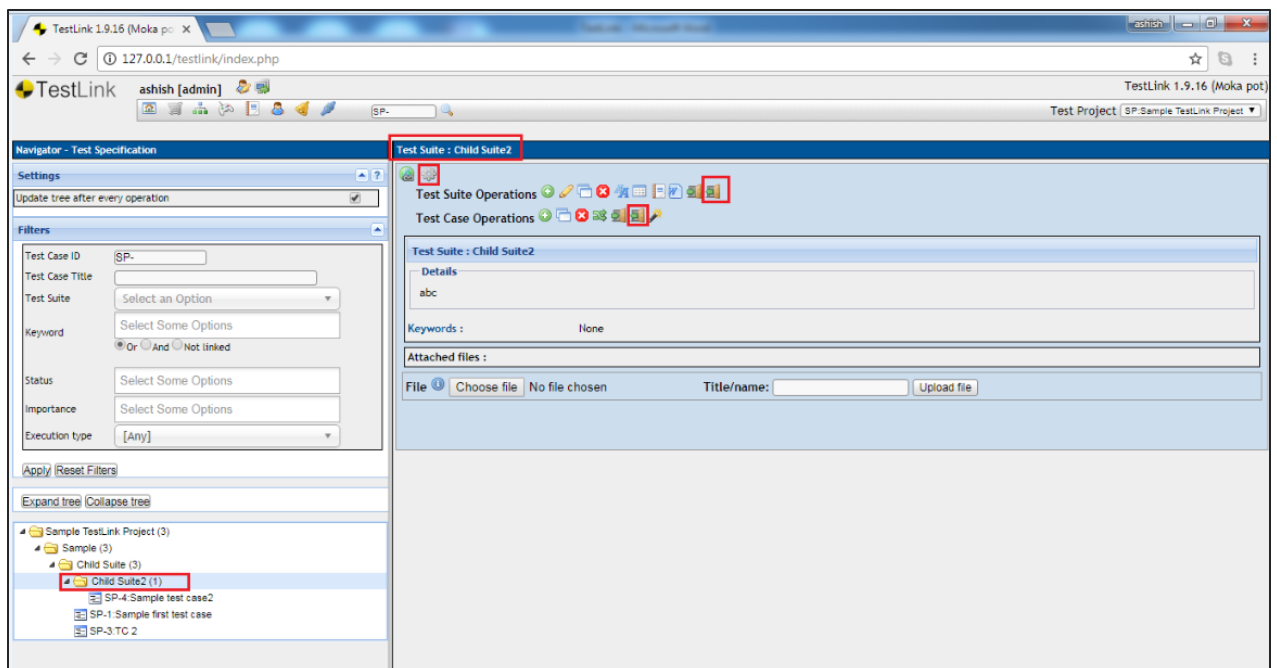 TestLink 1.9.16 (Moka po
ashish
127.0.0.1/testlink/index.php
TestLink
ashish [admin]
TestLink 1.9.16 (Moka pot)
SP-
Test Project
SP:Sample TestLink Project
Navigator - Test Specification
Settings
Update tree after every operation
Filters
Test Case ID
SP-
Test Case Title
Test Suite
Select an Option
Keyword
Select Some Options
Or And Not linked
Status
Select Some Options
Importance
Select Some Options
Execution type
[Any]
Apply Reset Filters
Expand tree Collapse tree
Sample TestLink Project (3)
Sample (3)
Child Suite (3)
Child Suite2 (1)
SP-4:Sample test case2
SP-1:Sample first test case
SP-3:TC 2
Test Suite : Child Suite2
Test Suite Operations
Test Case Operations
Test Suite : Child Suite2
Details
abc
Keywords :
None
Attached files :
File
Choose file
No file chosen
Title/name:
Upload file